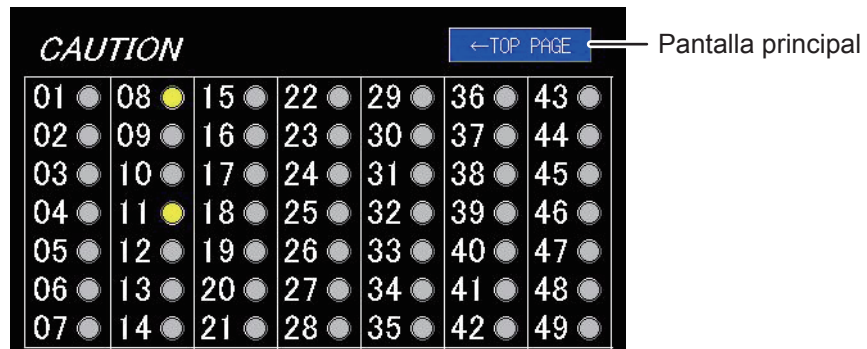 CAUTION ←TOP PAGE Pantalla principal
01 08 15 22 29 36 43
02 09 16 23 30 37 44
03 10 17 24 31 38 45
04 11 18 25 32 39 46
05 12 19 26 33 40 47
06 13 20 27 34 41 48
07 14 21 28 35 42 49